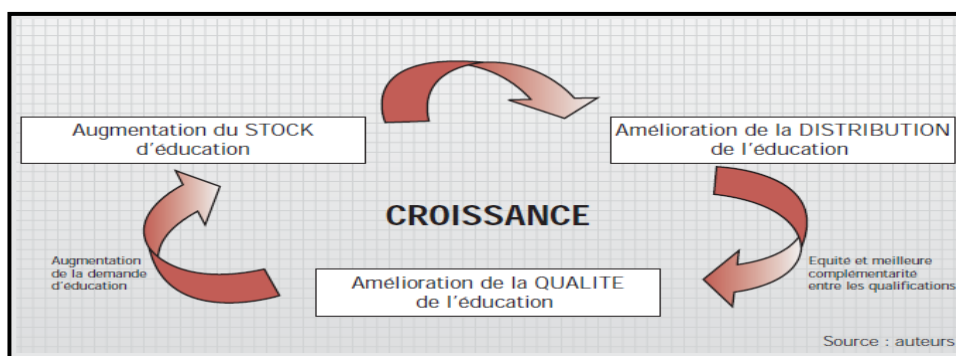 Augmentation du STOCK
d'éducation
Amélioration de la DISTRIBUTION
de l'éducation
CROISSANCE
Augmentation
de la demande
d'éducation
Equité et meilleure
complémentarité
entre les qualifications
Amélioration de la QUALITE
de l'éducation
Source : auteurs